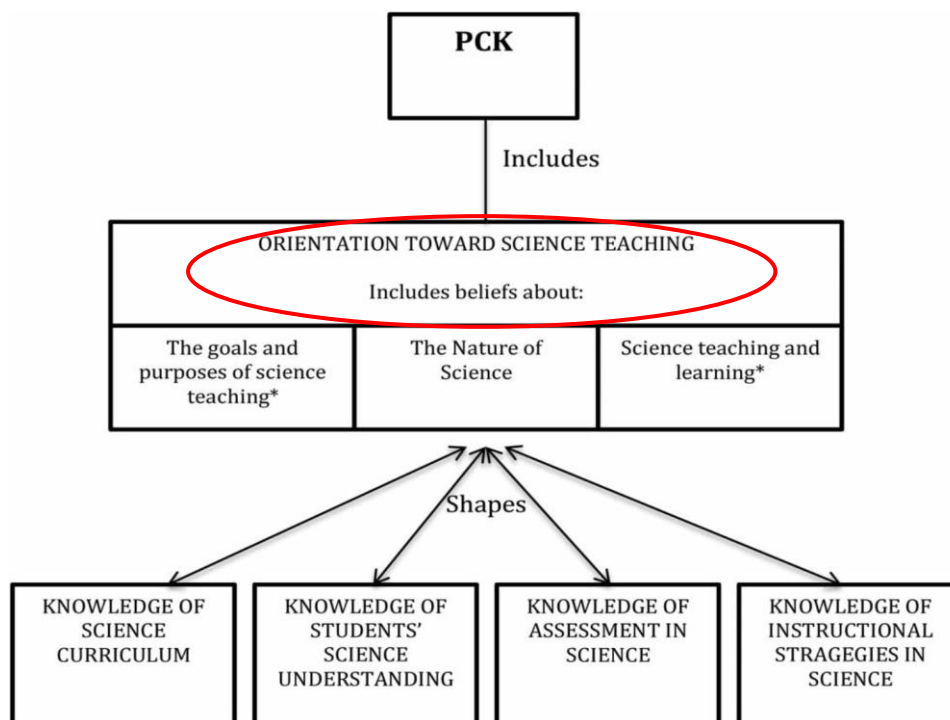 PCK
Includes
ORIENTATION TOWARD SCIENCE TEACHING
Includes beliefs about:
The goals and
purposes of science
teaching*
The Nature of
Science
Science teaching and
learning*
Shapes
KNOWLEDGE OF
SCIENCE
CURRICULUM
KNOWLEDGE OF
STUDENTS'
SCIENCE
UNDERSTANDING
KNOWLEDGE OF
ASSESSMENT IN
SCIENCE
KNOWLEDGE OF
INSTRUCTIONAL
STRAGEGIES IN
SCIENCE